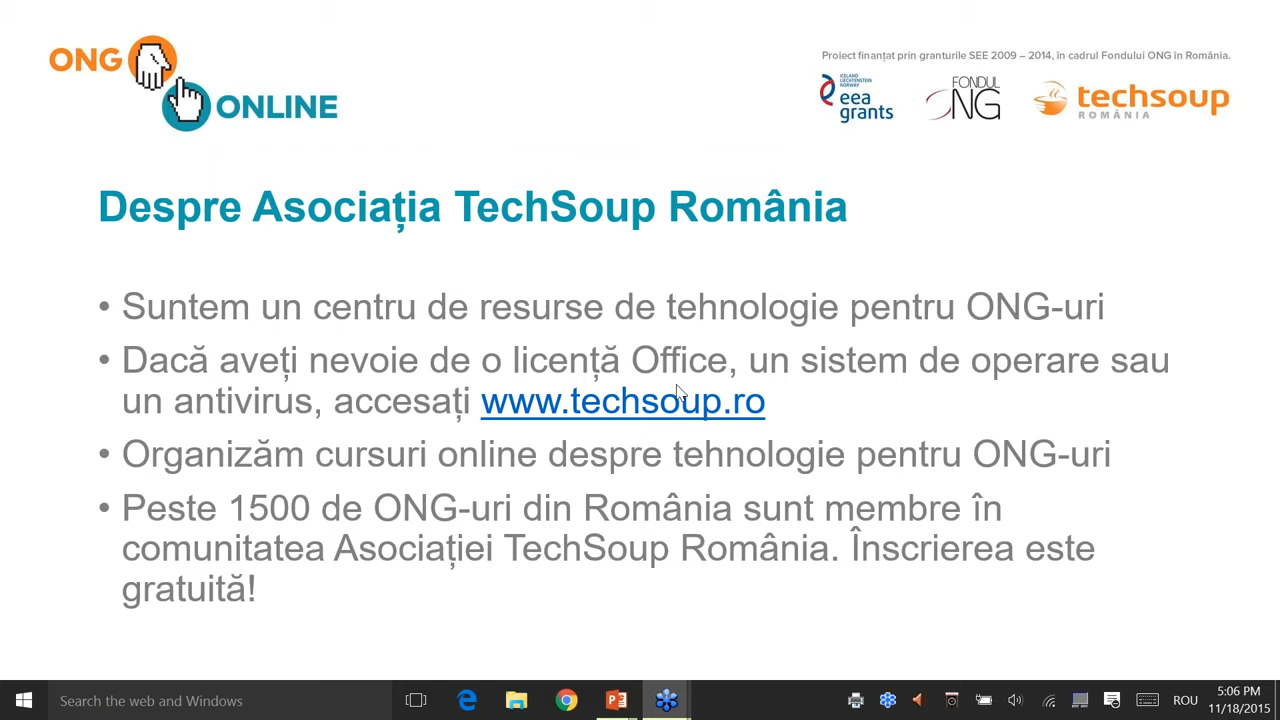 ONG
ONLINE
Proiect finanțat prin granturile SEE 2009 – 2014, în cadrul Fondului ONG în România.
ICELAND
LIECHTENSTEIN
NORWAY
eea
grants
FONDUL
ONG
techsoup
ROMÂNIA
Despre Asociația TechSoup România
• Suntem un centru de resurse de tehnologie pentru ONG-uri
• Dacă aveți nevoie de o licență Office, un sistem de operare sau
un antivirus, accesați www.techsoup.ro
• Organizăm cursuri online despre tehnologie pentru ONG-uri
• Peste 1500 de ONG-uri din România sunt membre în
comunitatea Asociației TechSoup România. Înscrierea este
gratuită!
Search the web and Windows
ROU
5:06 PM
11/18/2015